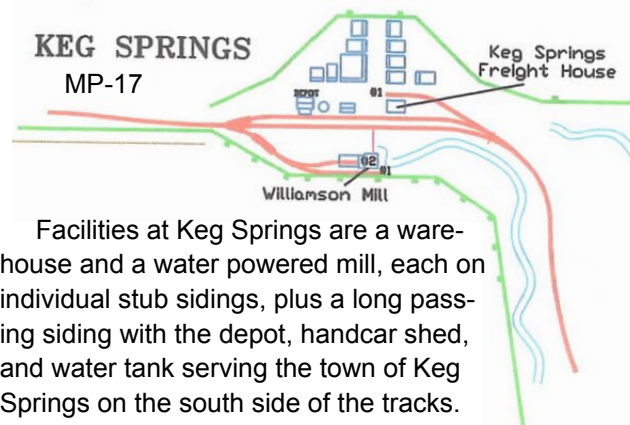 KEG SPRINGS
MP-17
Keg Springs
Freight House
DEPOT
01
02
01
Williamson Mill
Facilities at Keg Springs are a ware-
house and a water powered mill, each on
individual stub sidings, plus a long pass-
ing siding with the depot, handcar shed,
and water tank serving the town of Keg
Springs on the south side of the tracks.